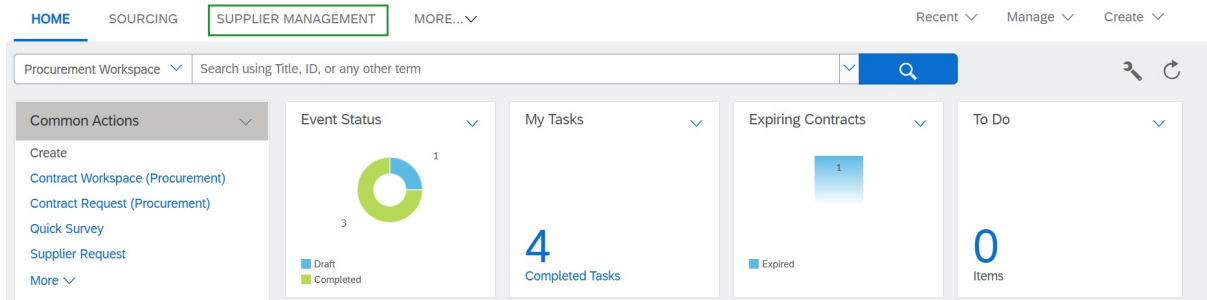 HOME SOURCING SUPPLIER MANAGEMENT MORE... Recent Manage Create
Procurement Workspace Search using Title, ID, or any other term
Common Actions
Create
Contract Workspace (Procurement)
Contract Request (Procurement)
Quick Survey
Supplier Request
More
Event Status
1
3
Draft
Completed
My Tasks
4
Completed Tasks
Expiring Contracts
1
Expired
To Do
0
Items